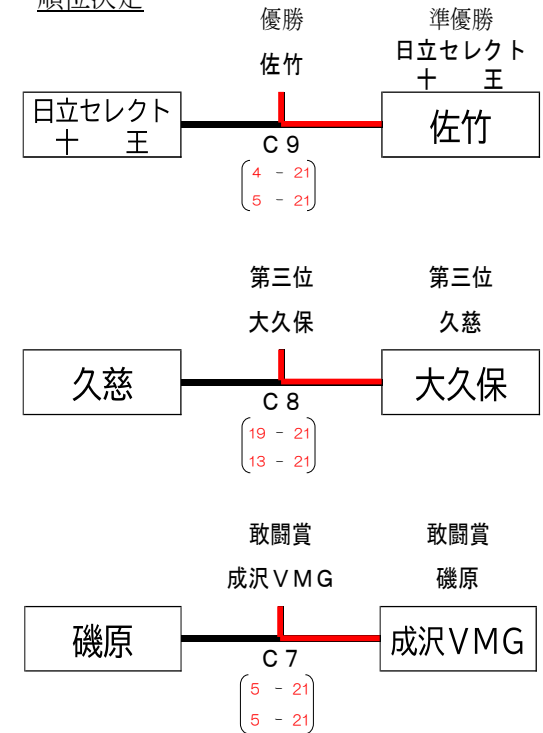 順位決定
優勝
準優勝
佐竹
日立セレクト
十　王
日立セレクト
十　王
佐竹
C9
4 - 21
5 - 21
第三位
第三位
大久保
久慈
久慈
大久保
C8
19 - 21
13 - 21
敢闘賞
敢闘賞
成沢VMG
磯原
磯原
成沢VMG
C7
5 - 21
5 - 21